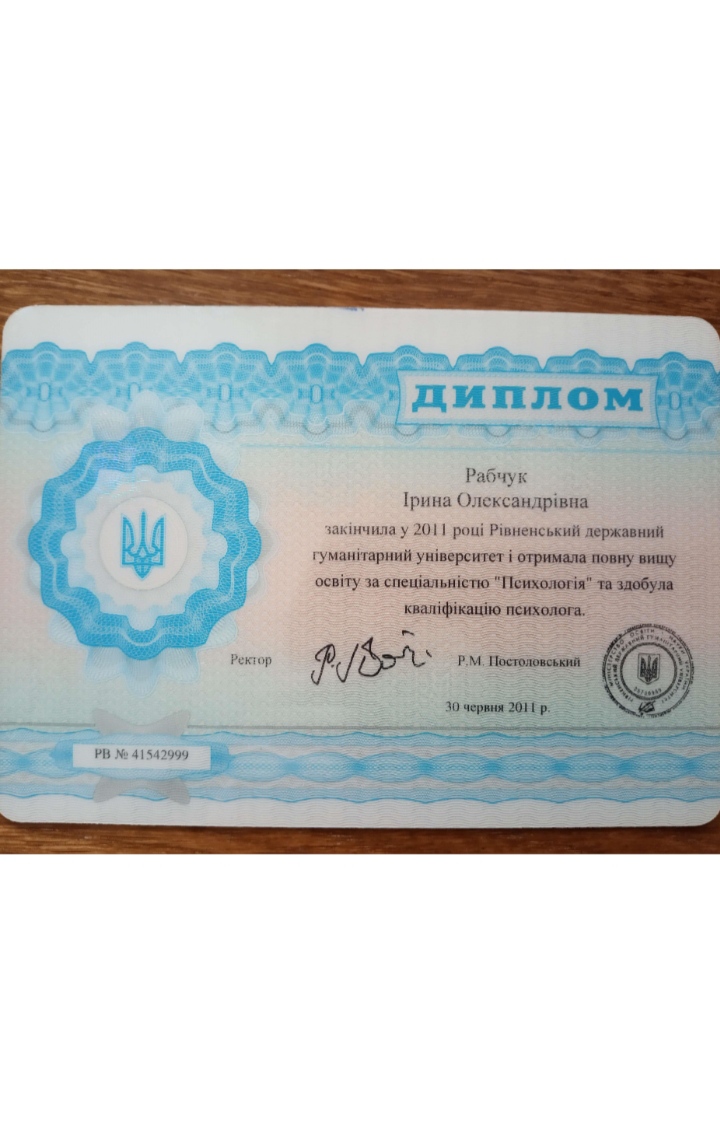 ДИПЛОМ
Рабчук
Ірина Олександрівна
закінчила у 2011 році Рівненський державний
гуманітарний університет і отримала повну вищу
освіту за спеціальністю "Психологія" та здобула
кваліфікацію психолога.
Ректор
Р.М. Постоловський
30 червня 2011 р.
РВ № 41542999